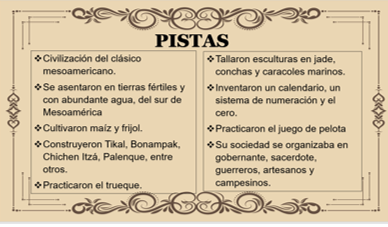 PISTAS
❖Civilización del clásico
mesoamericano.
❖Se asentaron en tierras fértiles y
con abundante agua, del sur de
Mesoamérica
❖Cultivaron maíz y frijol.
❖Construyeron Tikal, Bonampak,
Chichen Itzá, Palenque, entre
otros.
❖Practicaron el trueque.
❖Tallaron esculturas en jade,
conchas y caracoles marinos.
❖Inventaron un calendario, un
sistema de numeración y el
cero.
❖Practicaron el juego de pelota
❖Su sociedad se organizaba en
gobernante, sacerdote,
guerreros, artesanos y
campesinos.